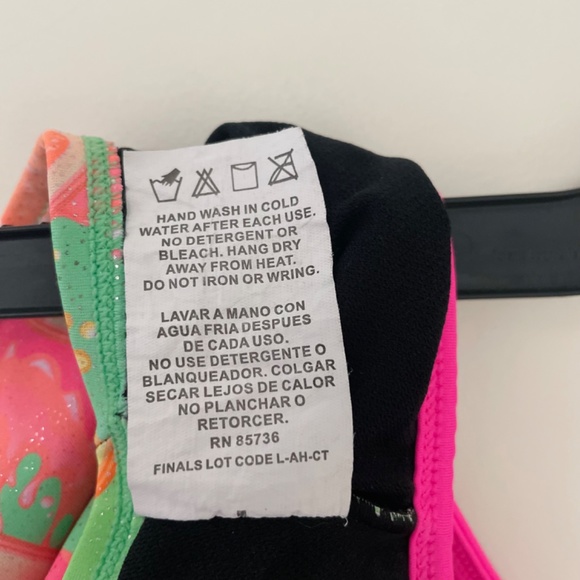 HAND WASH IN COLD
WATER AFTER EACH USE.
NO DETERGENT OR
BLEACH. HANG DRY
AWAY FROM HEAT.
DO NOT IRON OR WRING.
LAVAR A MANO CON
AGUA FRIA DESPUES
DE CADA USO.
NO USE DETERGENTE O
BLANQUEADOR. COLGAR
SECAR LEJOS DE CALOR
NO PLANCHAR O
RETORCER.
RN 85736
FINALS LOT CODE L-AH-CT